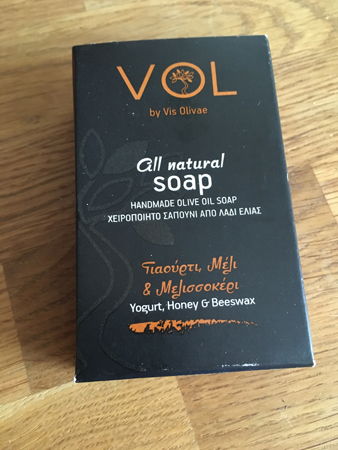 VOL
by Vis Olivae
all natural
soap
HANDMADE OLIVE OIL SOAP
ΧΕΙΡΟΠΟΙΗΤΟ ΣΑΠΟΥΝΙ ΑΠΟ ΛΑΔΙ ΕΛΙΑΣ
Γιαούρτι, Μέλι
& Μελισσοκέρι
Yogurt, Honey & Beeswax